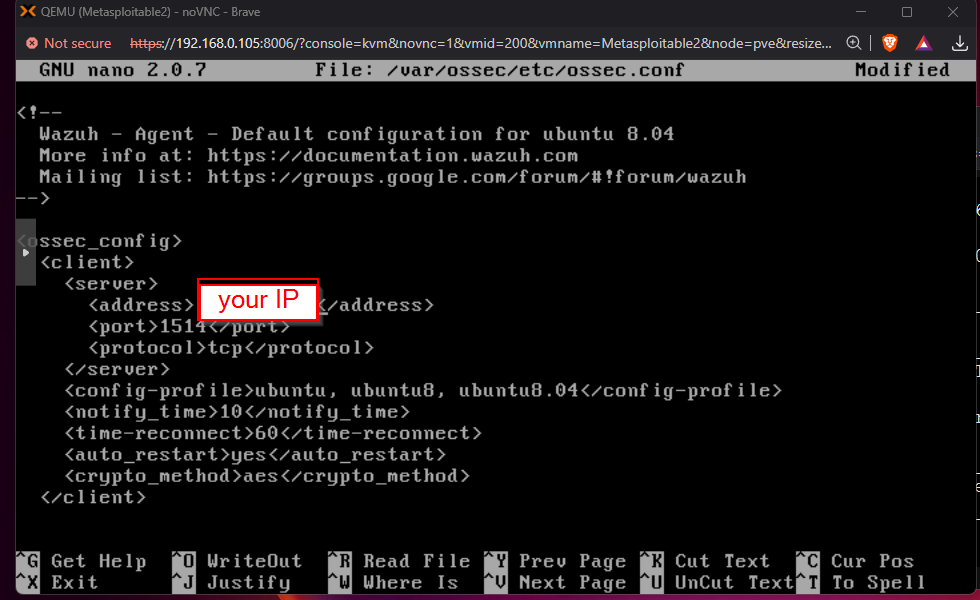 QEMU (Metasploitable2) - noVNC - Brave
Not secure https://192.168.0.105:8006/?console=kvm&novnc=1&vmid=200&vmname=Metasploitable2&node=pve&resize...
GNU nano 2.0.7 File: /var/ossec/etc/ossec.conf Modified
<!--
Wazuh - Agent - Default configuration for ubuntu 8.04
More info at: https://documentation.wazuh.com
Mailing list: https://groups.google.com/forum/#!forum/wazuh
-->
<ossec_config>
<client>
<server>
<address> your IP </address>
<port>1514</port>
<protocol>tcp</protocol>
</server>
<config-profile>ubuntu, ubuntu8, ubuntu8.04</config-profile>
<notify_time>10</notify_time>
<time-reconnect>60</time-reconnect>
<auto_restart>yes</auto_restart>
<crypto_method>aes</crypto_method>
</client>
^G Get Help ^O WriteOut ^R Read File ^Y Prev Page ^K Cut Text ^C Cur Pos
^X Exit ^J Justify ^W Where Is ^V Next Page ^U UnCut Text ^T To Spell